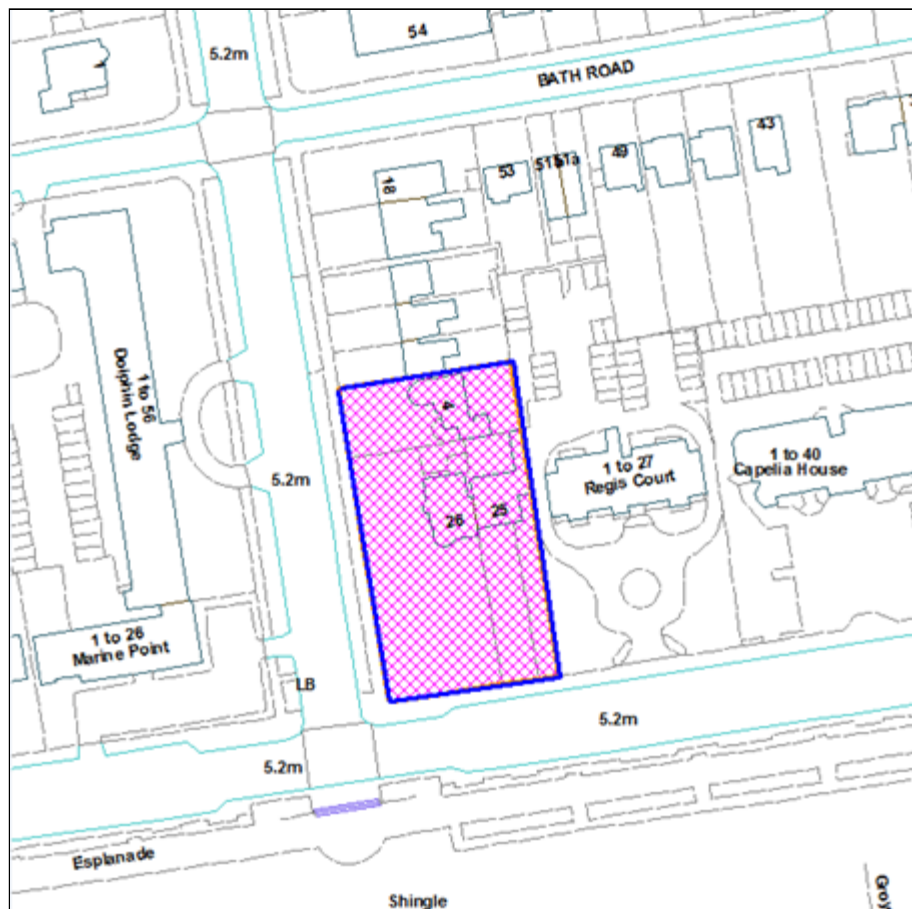 54
5.2m
BATH ROAD
43
49
51b 51a
53
18
1 to 56
Dolphin Lodge
4
1 to 27
Regis Court
1 to 40
Capelia House
5.2m
26
25
1 to 26
Marine Point
LB
5.2m
5.2m
Esplanade
Shingle